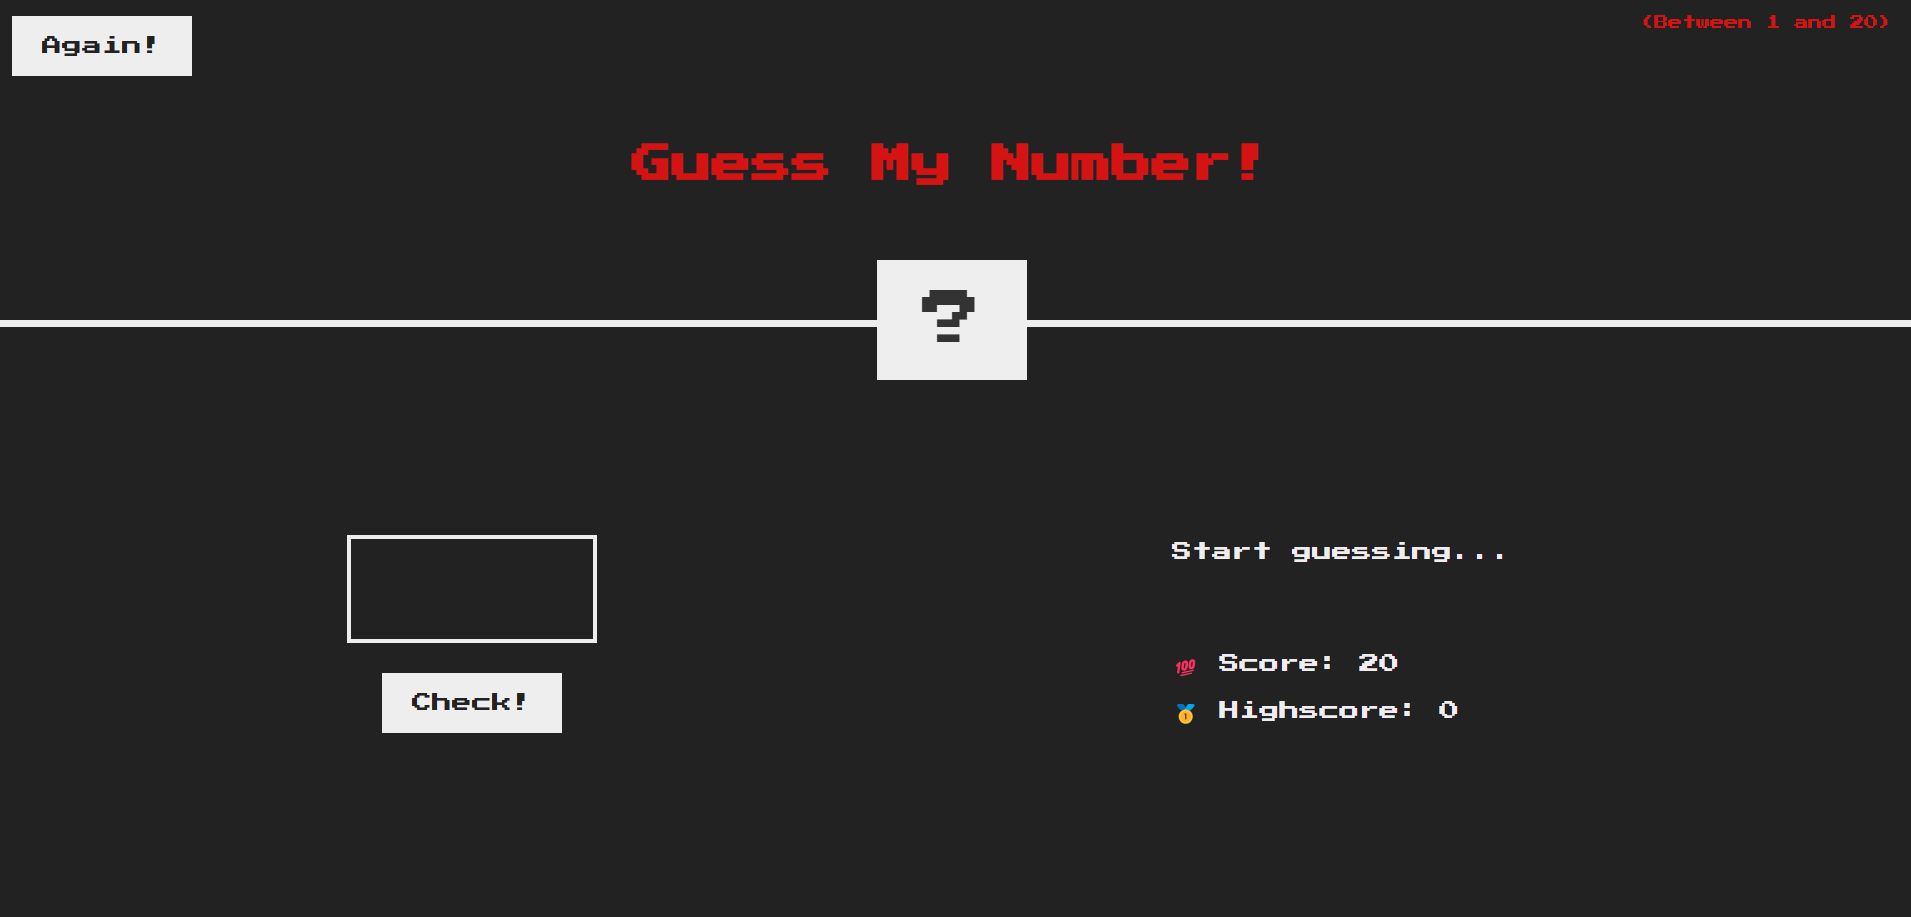 Again!
(Between 1 and 20)
Guess My Number!
?
Start guessing...
Check!
💯 Score: 20
🥇 Highscore: 0